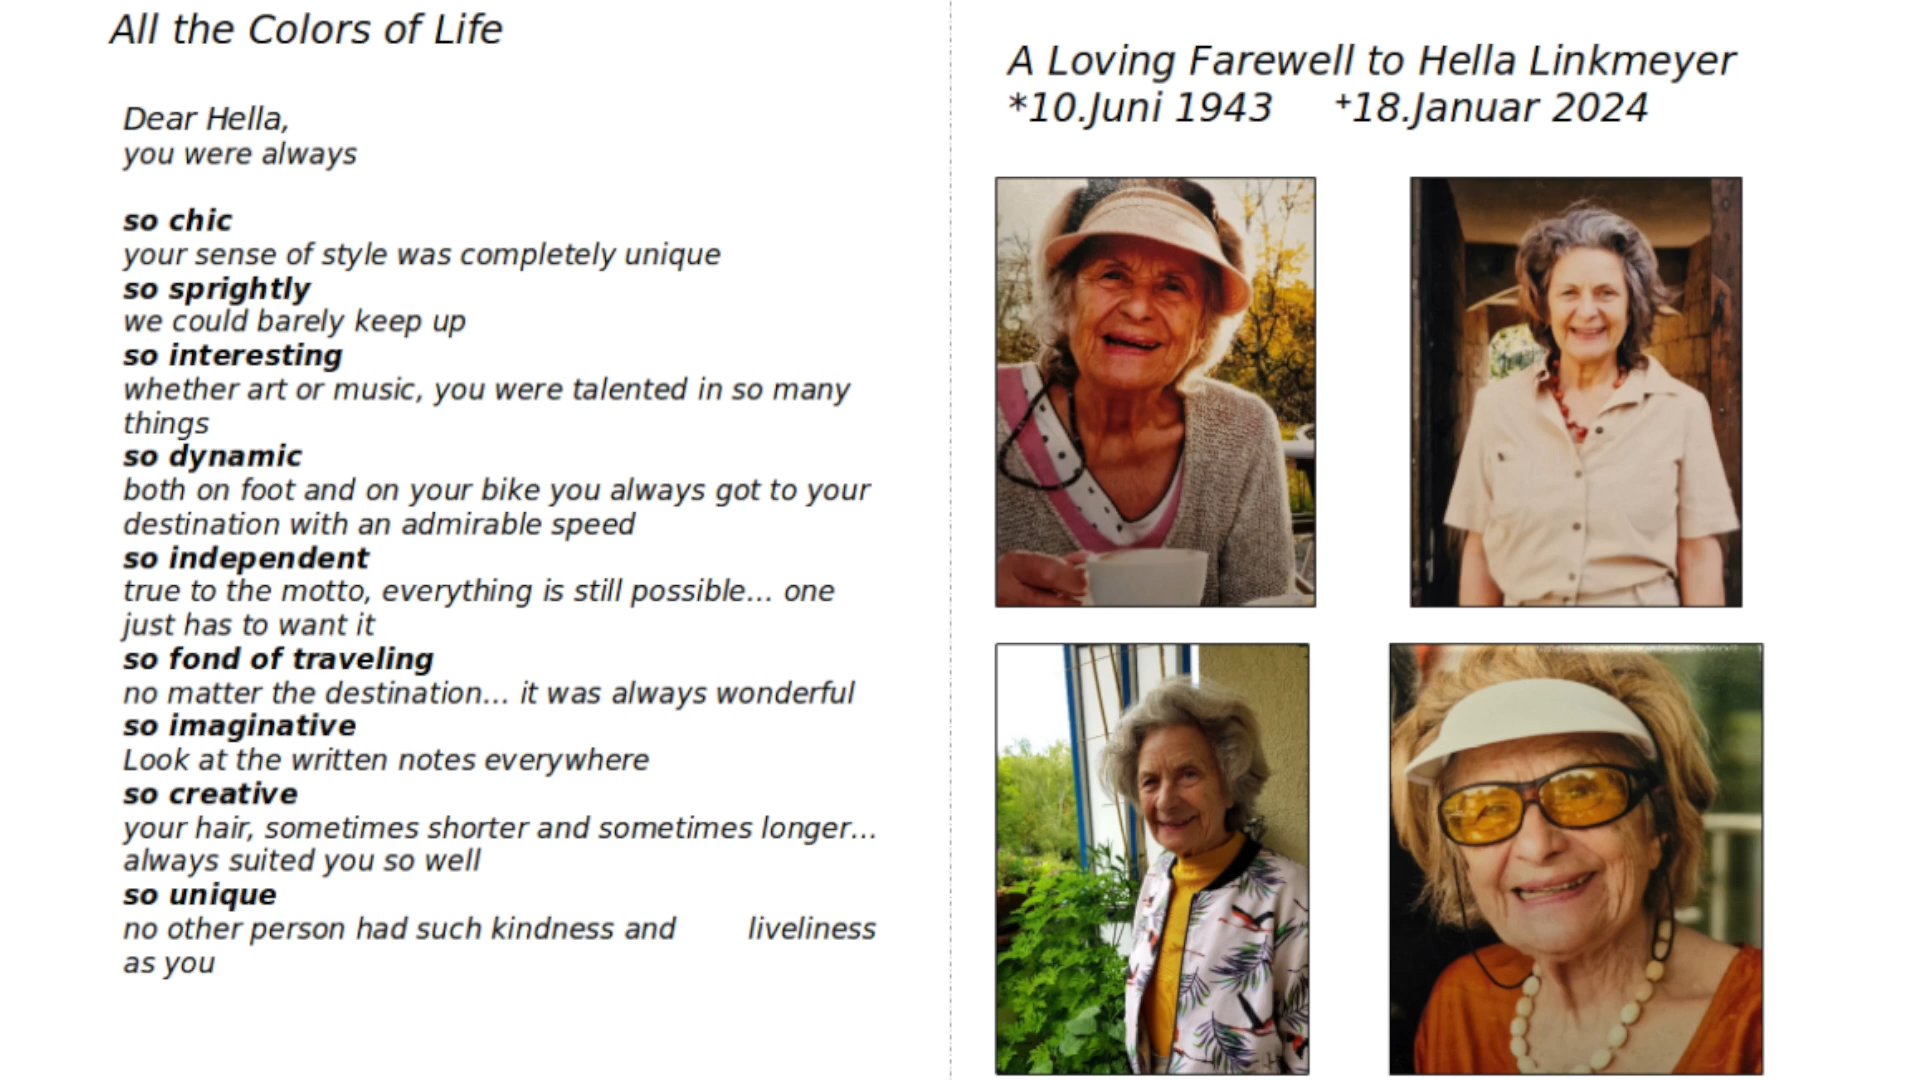 All the Colors of Life
Dear Hella,
you were always
so chic
your sense of style was completely unique
so sprightly
we could barely keep up
so interesting
whether art or music, you were talented in so many
things
so dynamic
both on foot and on your bike you always got to your
destination with an admirable speed
so independent
true to the motto, everything is still possible... one
just has to want it
so fond of traveling
no matter the destination... it was always wonderful
so imaginative
Look at the written notes everywhere
so creative
your hair, sometimes shorter and sometimes longer...
always suited you so well
so unique
no other person had such kindness and liveliness
as you
A Loving Farewell to Hella Linkmeyer
*10.Juni 1943 +18.Januar 2024